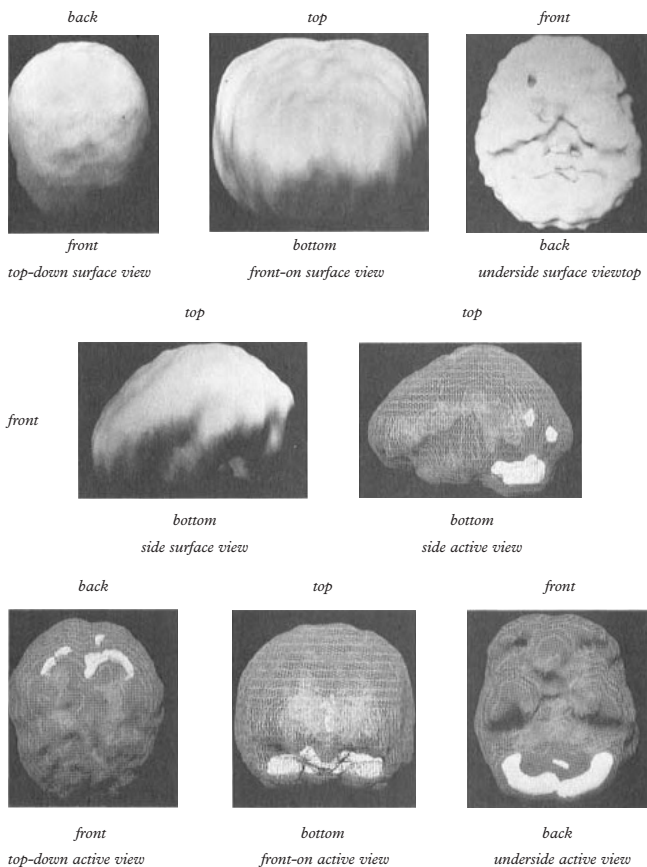 back top front
front bottom back
top-down surface view front-on surface view underside surface viewtop
top top
front
bottom bottom
side surface view side active view
back top front
front bottom back
top-down active view front-on active view underside active view